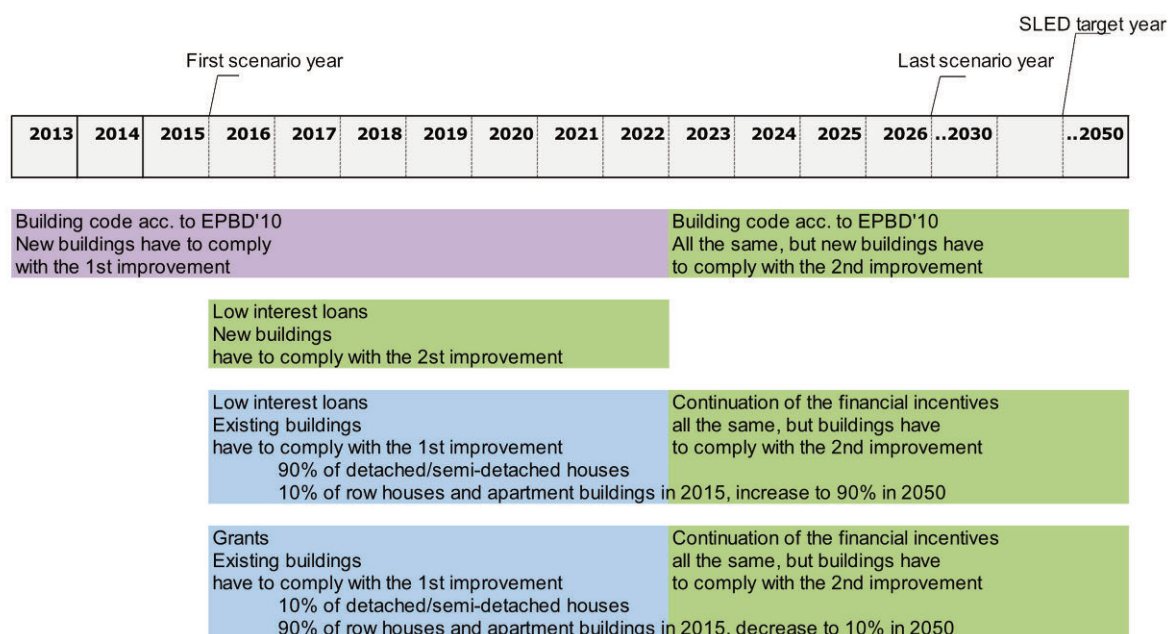 SLED target year
First scenario year
Last scenario year
2013 2014 2015 2016 2017 2018 2019 2020 2021 2022 2023 2024 2025 2026 ..2030 ..2050
Building code acc. to EPBD'10
New buildings have to comply
with the 1st improvement
Building code acc. to EPBD'10
All the same, but new buildings have
to comply with the 2nd improvement
Low interest loans
New buildings
have to comply with the 2st improvement
Low interest loans
Existing buildings
have to comply with the 1st improvement
90% of detached/semi-detached houses
10% of row houses and apartment buildings in 2015, increase to 90% in 2050
Continuation of the financial incentives
all the same, but buildings have
to comply with the 2nd improvement
Grants
Existing buildings
have to comply with the 1st improvement
10% of detached/semi-detached houses
90% of row houses and apartment buildings in 2015, decrease to 10% in 2050
Continuation of the financial incentives
all the same, but buildings have
to comply with the 2nd improvement